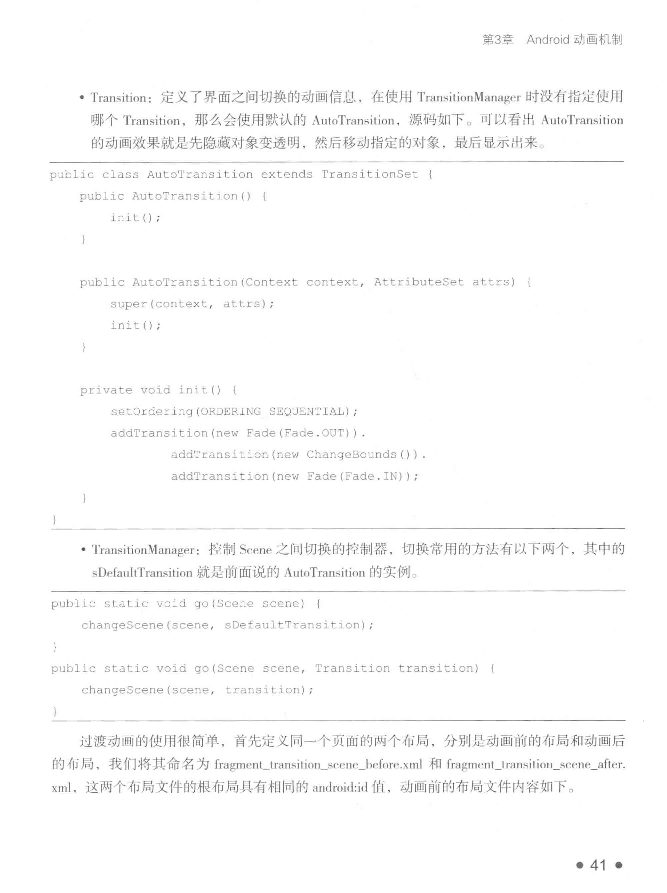 第3章 Android 动画机制
• Transition：定义了界面之间切换的动画信息，在使用 TransitionManager 时没有指定使用
哪个 Transition，那么会使用默认的 AutoTransition，源码如下。可以看出 AutoTransition
的动画效果就是先隐藏对象变透明，然后移动指定的对象，最后显示出来。
public class AutoTransition extends TransitionSet {
public AutoTransition() {
init();
}
public AutoTransition(Context context, AttributeSet attrs) {
super(context, attrs);
init();
}
private void init() {
setOrdering(ORDERING_SEQUENTIAL);
addTransition(new Fade(Fade.OUT)).
addTransition(new ChangeBounds()).
addTransition(new Fade(Fade.IN));
}
}
• TransitionManager：控制 Scene 之间切换的控制器，切换常用的方法有以下两个，其中的
sDefaultTransition 就是前面说的 AutoTransition 的实例。
public static void go(Scene scene) {
changeScene(scene, sDefaultTransition);
}
public static void go(Scene scene, Transition transition) {
changeScene(scene, transition);
}
过渡动画的使用很简单，首先定义同一个页面的两个布局，分别是动画前的布局和动画后
的布局，我们将其命名为 fragment_transition_scene_before.xml 和 fragment_transition_scene_after.
xml，这两个布局文件的根布局具有相同的 android:id 值，动画前的布局文件内容如下。
• 41 •